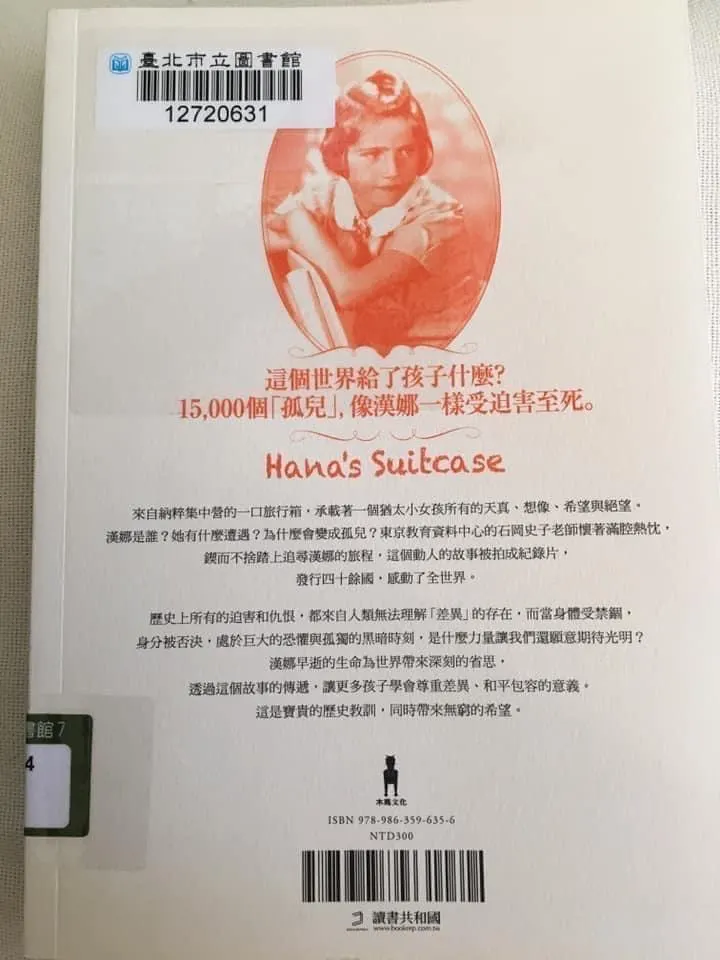 臺北市立圖書館
12720631
這個世界給了孩子什麼?
15,000個「孤兒」, 像漢娜一樣受迫害至死。
Hana's Suitcase
來自納粹集中營的一口旅行箱，承載著一個猶太小女孩所有的天真、想像、希望與絕望。
漢娜是誰？她有什麼遭遇？為什麼會變成孤兒？東京教育資料中心的石岡史子老師懷著滿腔熱忱，
鍥而不捨踏上追尋漢娜的旅程，這個動人的故事被拍成紀錄片，
發行四十餘國，感動了全世界。
歷史上所有的迫害和仇恨，都來自人類無法理解「差異」的存在，而當身體受禁錮，
身分被否決，處於巨大的恐懼與孤獨的黑暗時刻，是什麼力量讓我們還願意期待光明？
漢娜早逝的生命為世界帶來深刻的省思，
透過這個故事的傳遞，讓更多孩子學會尊重差異、和平包容的意義。
這是寶貴的歷史教訓，同時帶來無窮的希望。
書館 7
4
木馬文化
ISBN 978-986-359-635-6
NTD300
讀書共和國
www.bookrep.com.tw